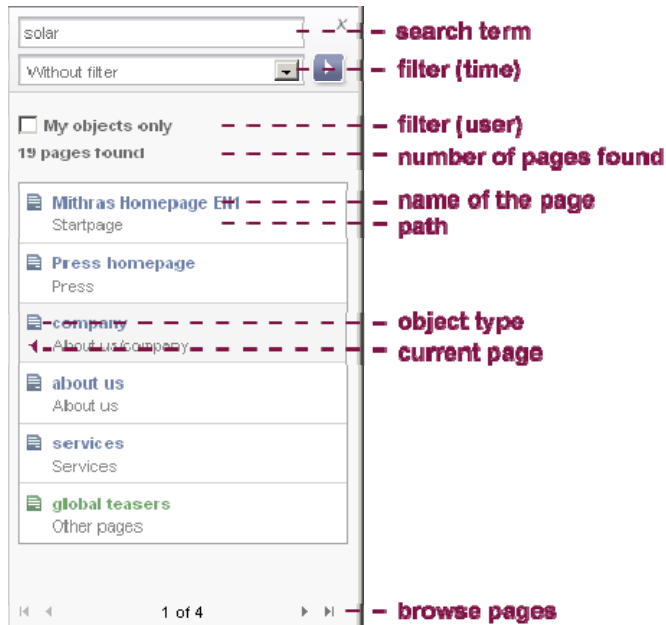 solar
x
search term
Without filter
filter (time)
My objects only
filter (user)
19 pages found
number of pages found
Mithras Homepage EN1
name of the page
Startpage
path
Press homepage
Press
company
object type
About us/company
current page
about us
About us
services
Services
global teasers
Other pages
1 of 4
browse pages